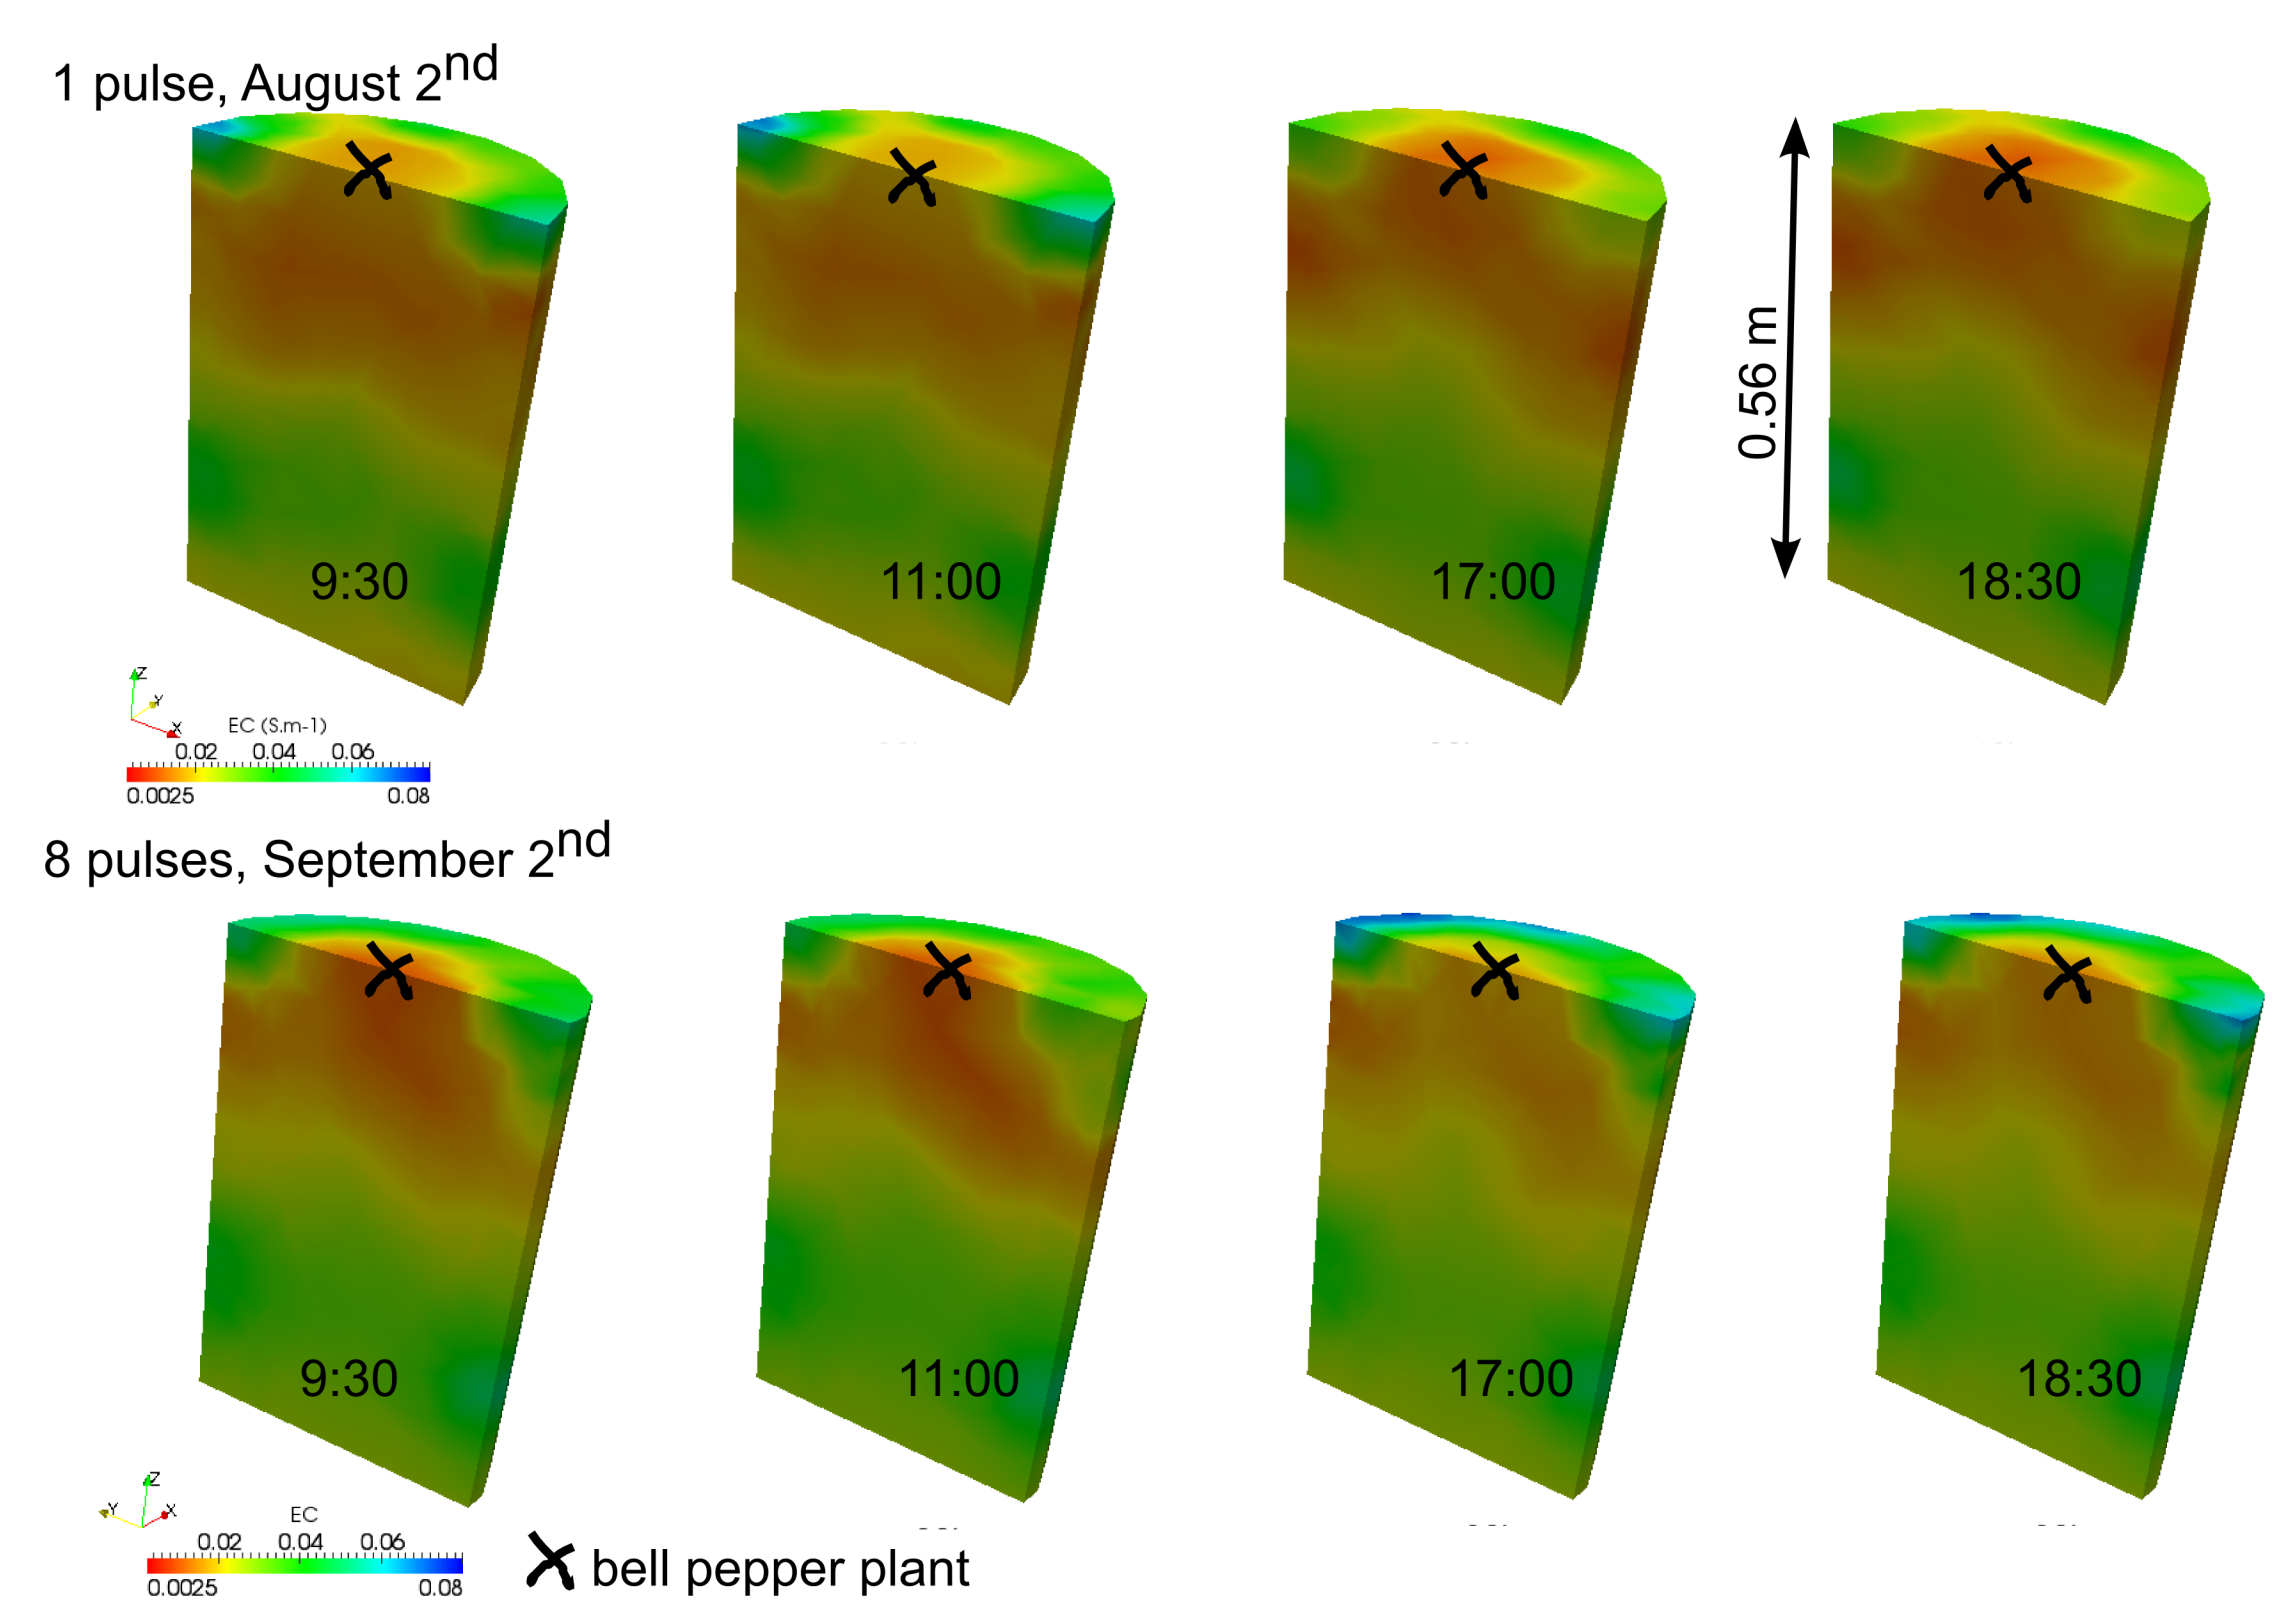 1 pulse, August 2nd
0.56 m
9:30
11:00
17:00
18:30
Z
Y
X
EC (S.m-1)
0.02 0.04 0.06
0.0025 0.08
8 pulses, September 2nd
9:30
11:00
17:00
18:30
Z
Y
X
EC
0.02 0.04 0.06
0.0025 0.08
bell pepper plant